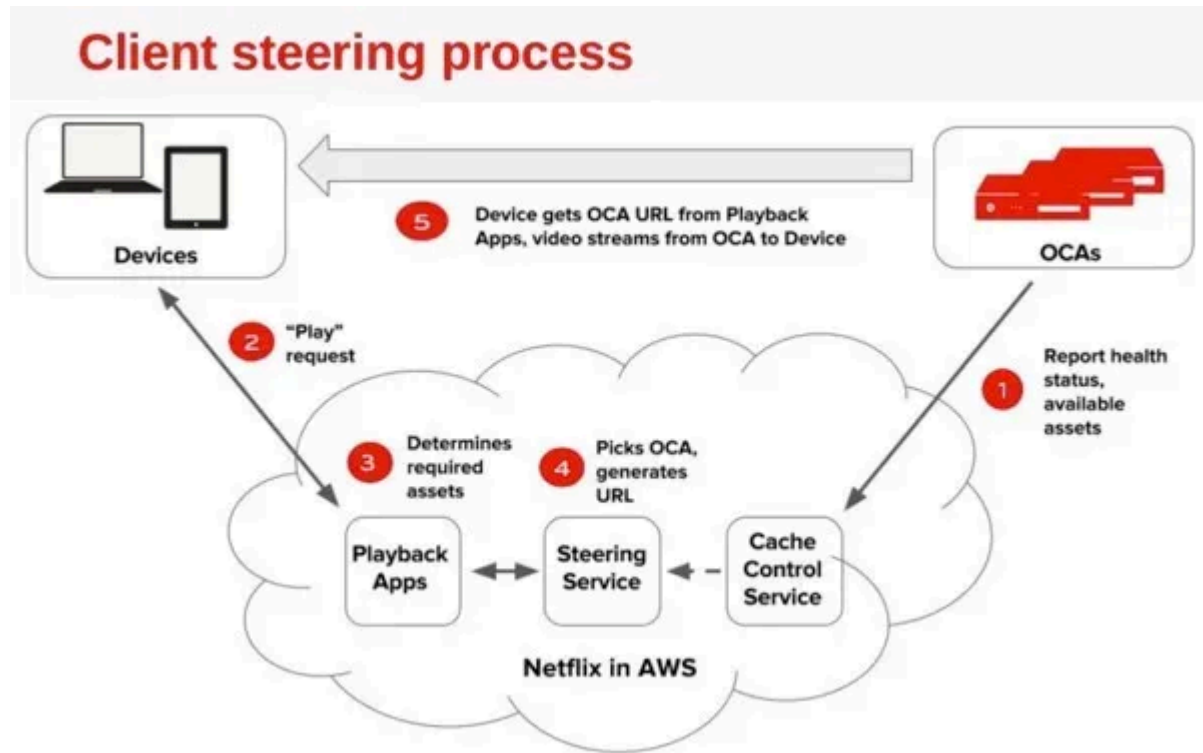 Client steering process
Devices
5
Device gets OCA URL from Playback
Apps, video streams from OCA to Device
OCAs
2
"Play"
request
1
Report health
status,
available
assets
3
Determines
required
assets
4
Picks OCA,
generates
URL
Playback
Apps
Steering
Service
Cache
Control
Service
Netflix in AWS